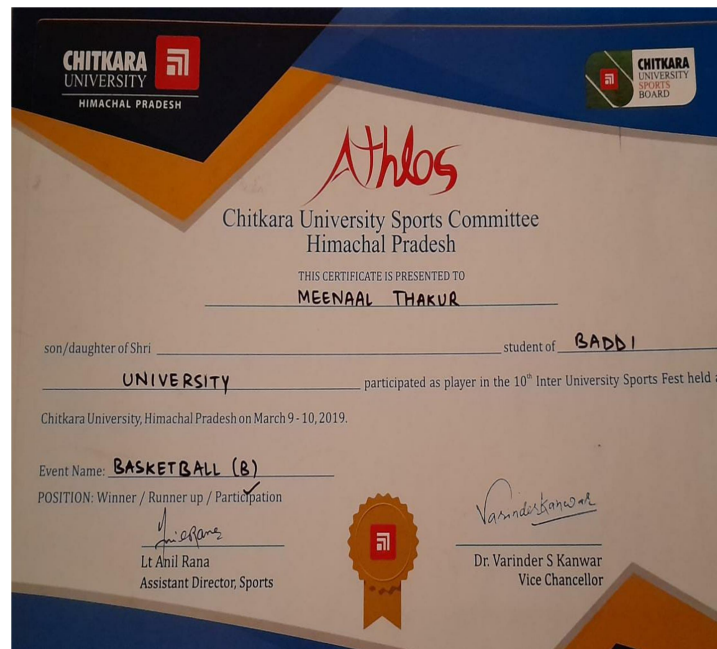 CHITKARA
UNIVERSITY
HIMACHAL PRADESH
CHITKARA
UNIVERSITY
SPORTS
BOARD
Athlos
Chitkara University Sports Committee
Himachal Pradesh
THIS CERTIFICATE IS PRESENTED TO
MEENAAL THAKUR
son/daughter of Shri student of BADDI
UNIVERSITY participated as player in the 10th Inter University Sports Fest held
Chitkara University, Himachal Pradesh on March 9 - 10, 2019.
Event Name: BASKETBALL (B)
POSITION: Winner / Runner up / Participation
Anil Rana
Varinderkanwar
Lt Anil Rana
Assistant Director, Sports
Dr. Varinder S Kanwar
Vice Chancellor